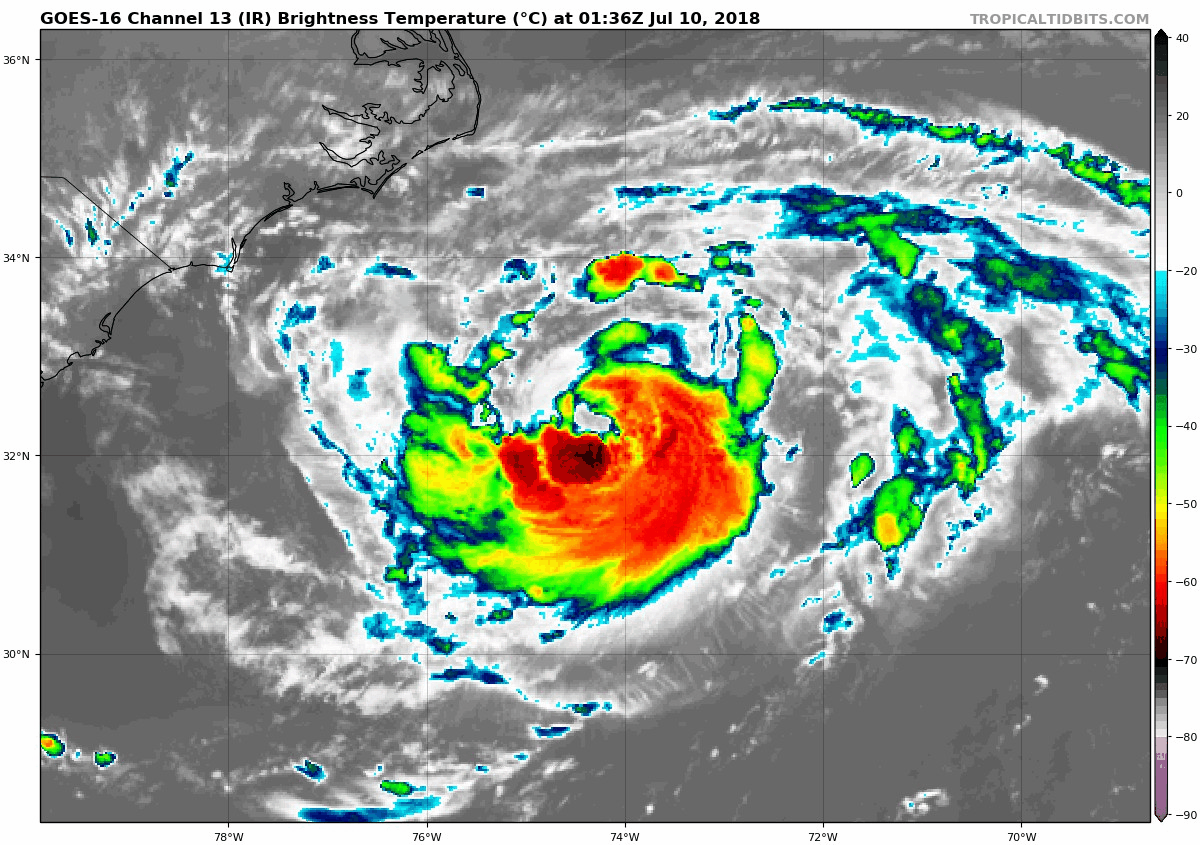 GOES-16 Channel 13 (IR) Brightness Temperature (°C) at 01:36Z Jul 10, 2018
TROPICALTIDBITS.COM
36°N
34°N
32°N
30°N
78°W
76°W
74°W
72°W
70°W
40
20
0
−20
−30
−40
−50
−60
−70
−80
−90